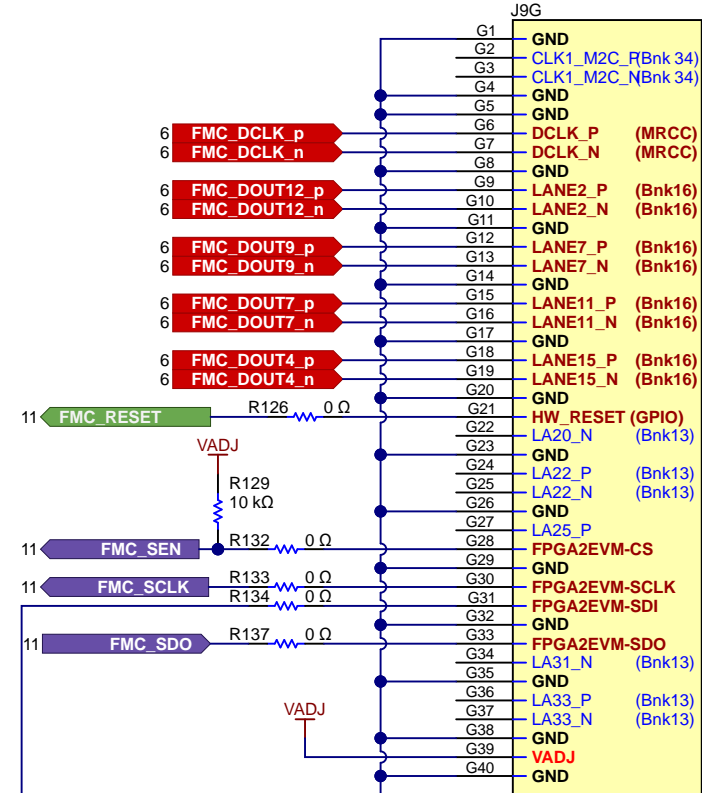 J9G
G1 GND
G2 CLK1_M2C_P(Bnk 34)
G3 CLK1_M2C_N(Bnk 34)
G4 GND
G5 GND
6 FMC_DCLK_p G6 DCLK_P (MRCC)
6 FMC_DCLK_n G7 DCLK_N (MRCC)
G8 GND
6 FMC_DOUT12_p G9 LANE2_P (Bnk16)
6 FMC_DOUT12_n G10 LANE2_N (Bnk16)
G11 GND
6 FMC_DOUT9_p G12 LANE7_P (Bnk16)
6 FMC_DOUT9_n G13 LANE7_N (Bnk16)
G14 GND
6 FMC_DOUT7_p G15 LANE11_P (Bnk16)
6 FMC_DOUT7_n G16 LANE11_N (Bnk16)
G17 GND
6 FMC_DOUT4_p G18 LANE15_P (Bnk16)
6 FMC_DOUT4_n G19 LANE15_N (Bnk16)
G20 GND
11 FMC_RESET R126 0 Ω G21 HW_RESET (GPIO)
G22 LA20_N (Bnk13)
VADJ G23 GND
G24 LA22_P (Bnk13)
R129 G25 LA22_N (Bnk13)
10 kΩ G26 GND
G27 LA25_P
11 FMC_SEN R132 0 Ω G28 FPGA2EVM-CS
G29 GND
11 FMC_SCLK R133 0 Ω G30 FPGA2EVM-SCLK
R134 0 Ω G31 FPGA2EVM-SDI
G32 GND
11 FMC_SDO R137 0 Ω G33 FPGA2EVM-SDO
G34 LA31_N (Bnk13)
G35 GND
G36 LA33_P (Bnk13)
VADJ G37 LA33_N (Bnk13)
G38 GND
G39 VADJ
G40 GND